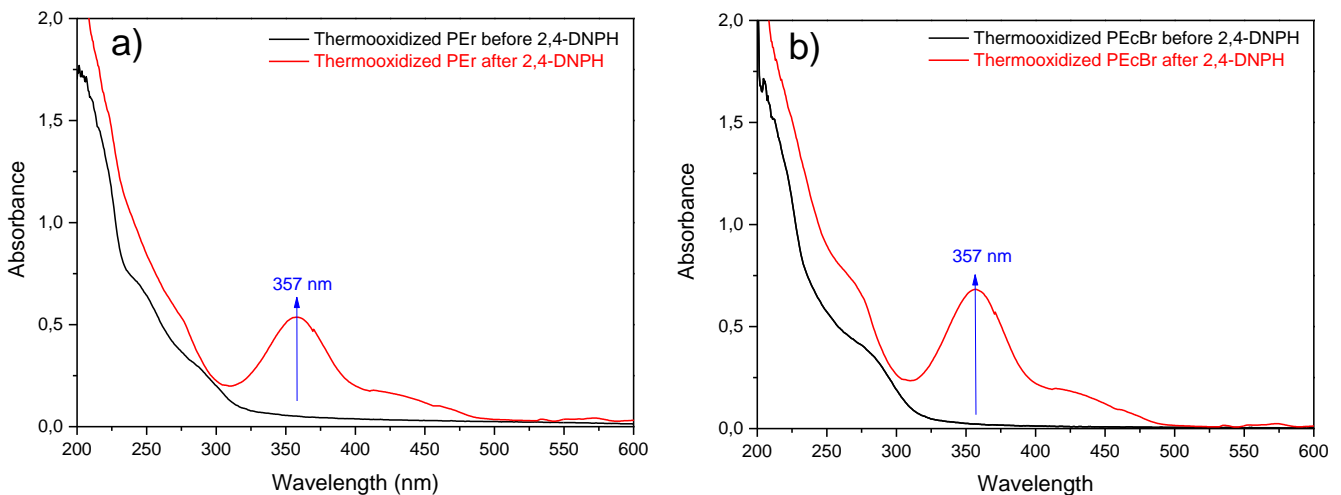 a)
Thermooxidized PEr before 2,4-DNPH
Thermooxidized PEr after 2,4-DNPH
2,0
1,5
1,0
0,5
0,0
Absorbance
357 nm
200 250 300 350 400 450 500 550 600
Wavelength (nm)
b)
Thermooxidized PEcBr before 2,4-DNPH
Thermooxidized PEcBr after 2,4-DNPH
2,0
1,5
1,0
0,5
0,0
Absorbance
357 nm
200 250 300 350 400 450 500 550 600
Wavelength